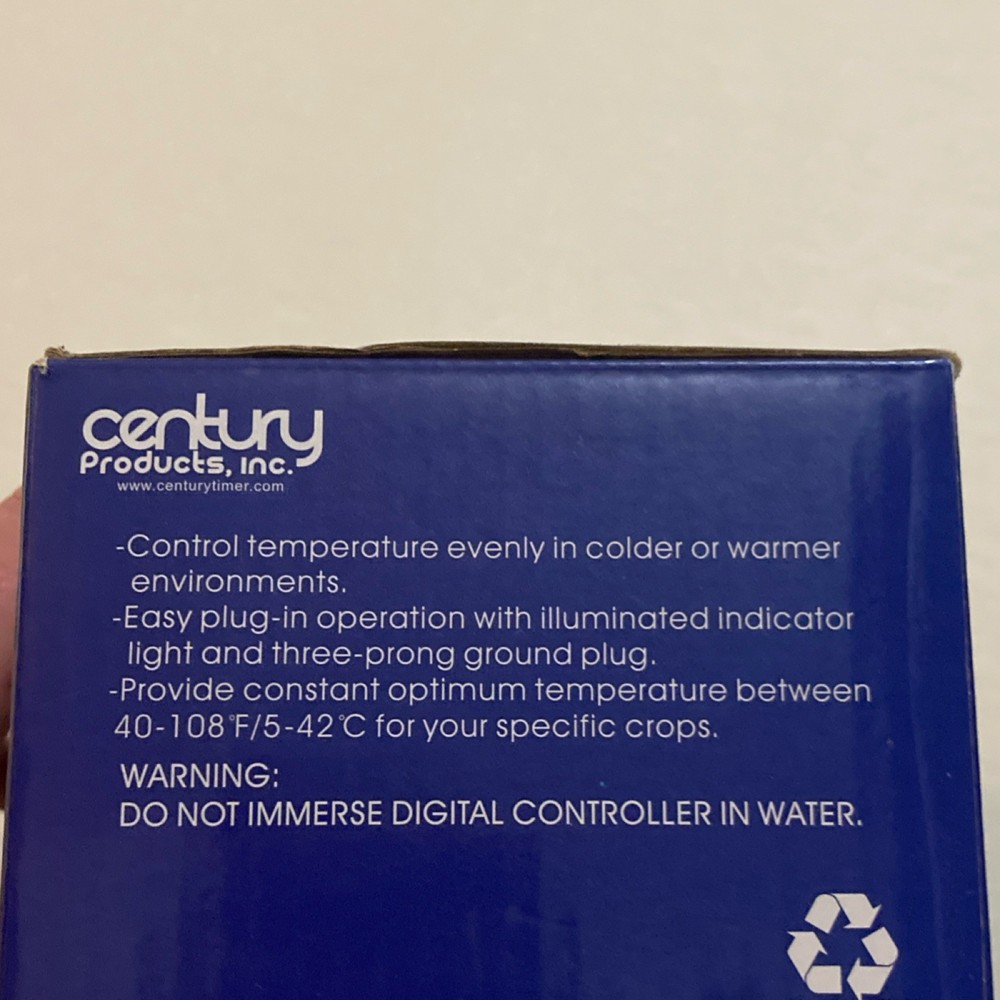 century
Products, Inc.
www.centurytimer.com
-Control temperature evenly in colder or warmer
environments.
-Easy plug-in operation with illuminated indicator
light and three-prong ground plug.
-Provide constant optimum temperature between
40-108°F/5-42°C for your specific crops.
WARNING:
DO NOT IMMERSE DIGITAL CONTROLLER IN WATER.